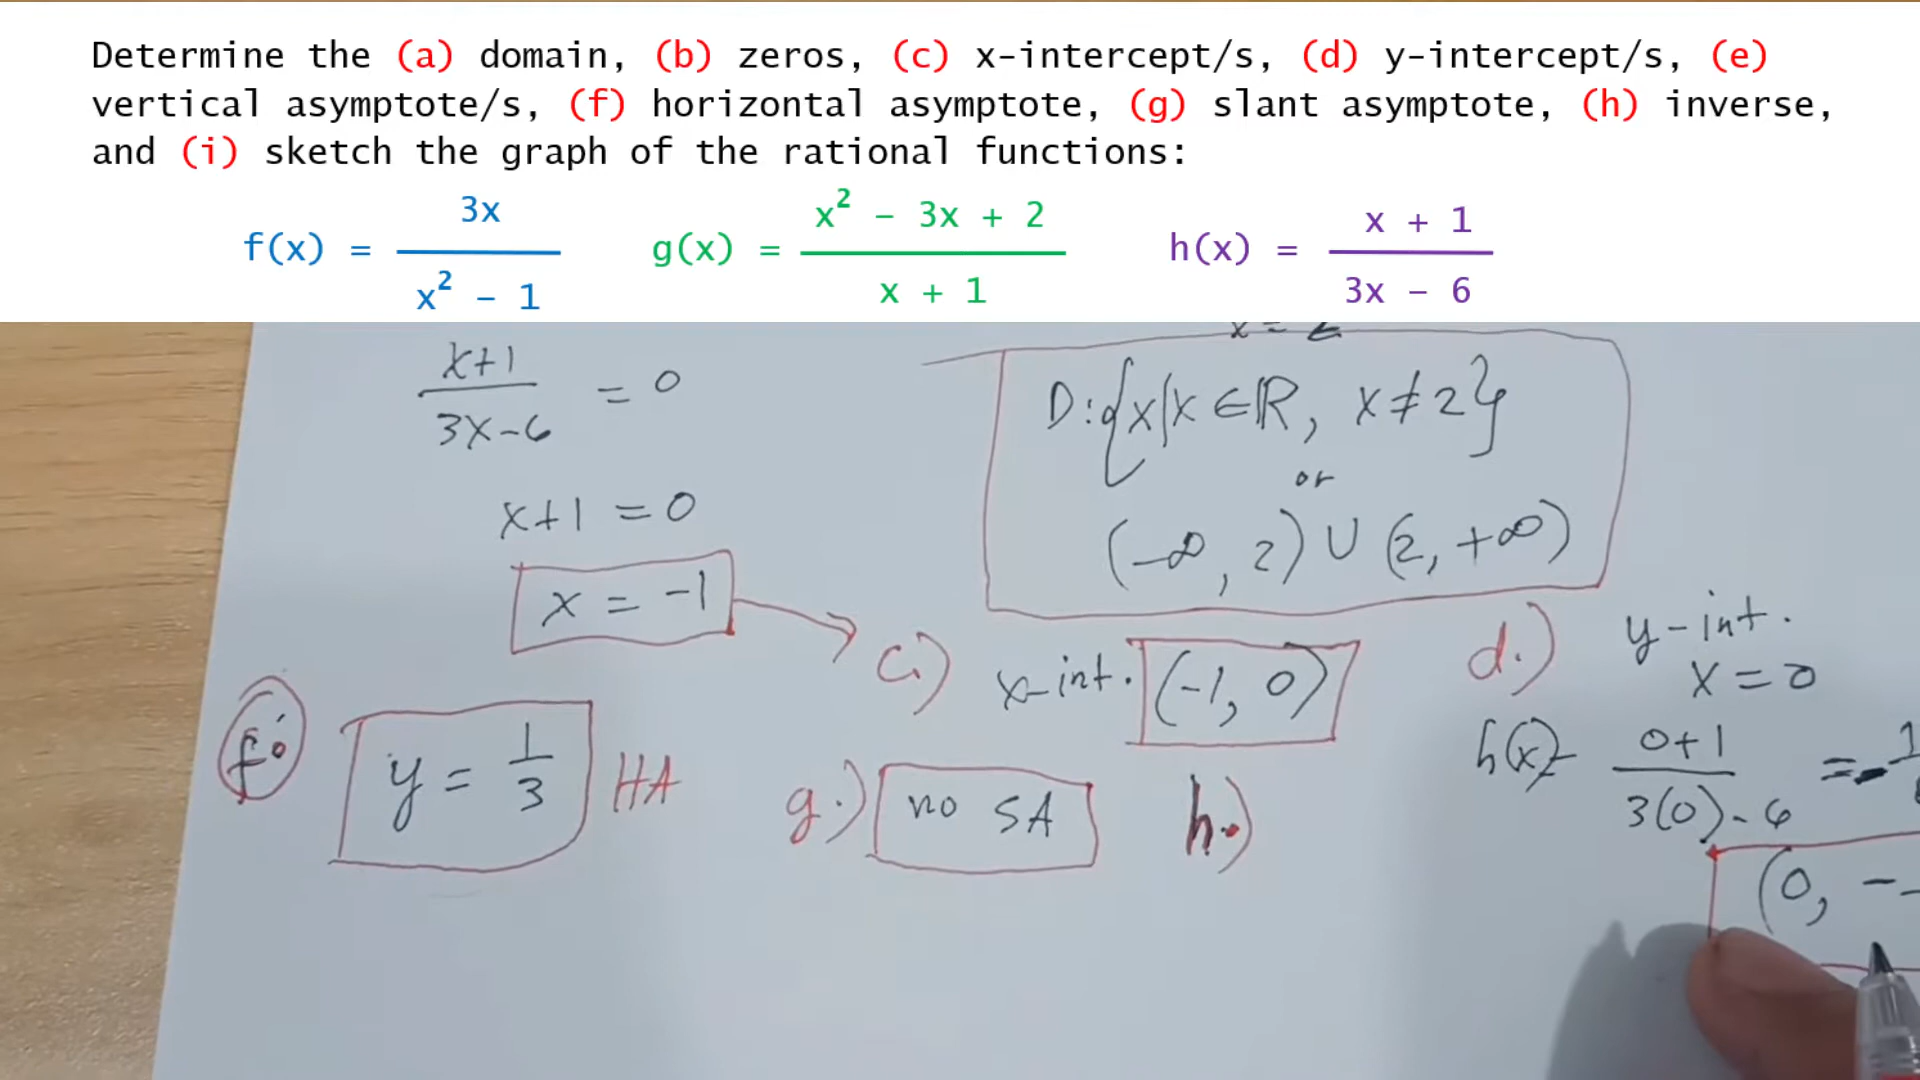 Determine the (a) domain, (b) zeros, (c) x-intercept/s, (d) y-intercept/s, (e)
vertical asymptote/s, (f) horizontal asymptote, (g) slant asymptote, (h) inverse,
and (i) sketch the graph of the rational functions:
f(x) = 3x / x² - 1
g(x) = x² - 3x + 2 / x + 1
h(x) = x + 1 / 3x - 6
x = 2
x+1 / 3x-6 = 0
D:{x|x∈ℝ, x≠2}
or
(-∞, 2) ∪ (2, +∞)
x+1 = 0
x = -1
c.) x-int. (-1, 0)
d.) y-int.
x = 0
h(x)= 0+1 / 3(0)-6 = -1
(0, -
f. y = 1/3 HA
g.) no SA
h.)